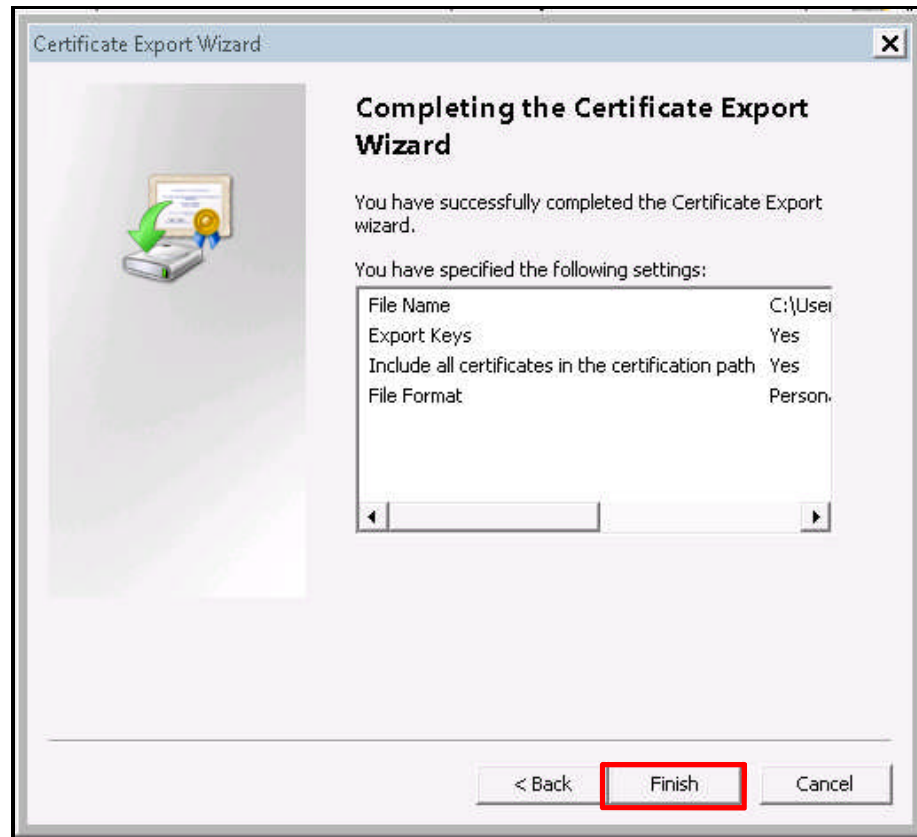 Certificate Export Wizard
Completing the Certificate Export
Wizard
You have successfully completed the Certificate Export
wizard.
You have specified the following settings:
File Name C:\User
Export Keys Yes
Include all certificates in the certification path Yes
File Format Person
< Back Finish Cancel